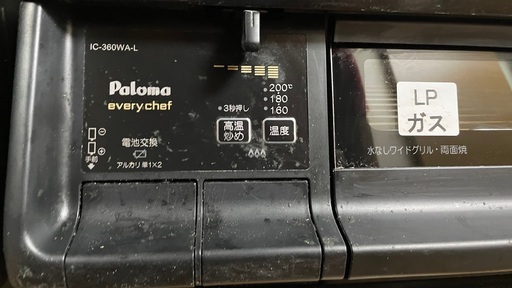 IC-360WA-L
Paloma
every.chef
200℃
180
160
3秒押し
高温
炒め
温度
電池交換
アルカリ単1×2
手前
LP
ガス
水なしワイドグリル・両面焼